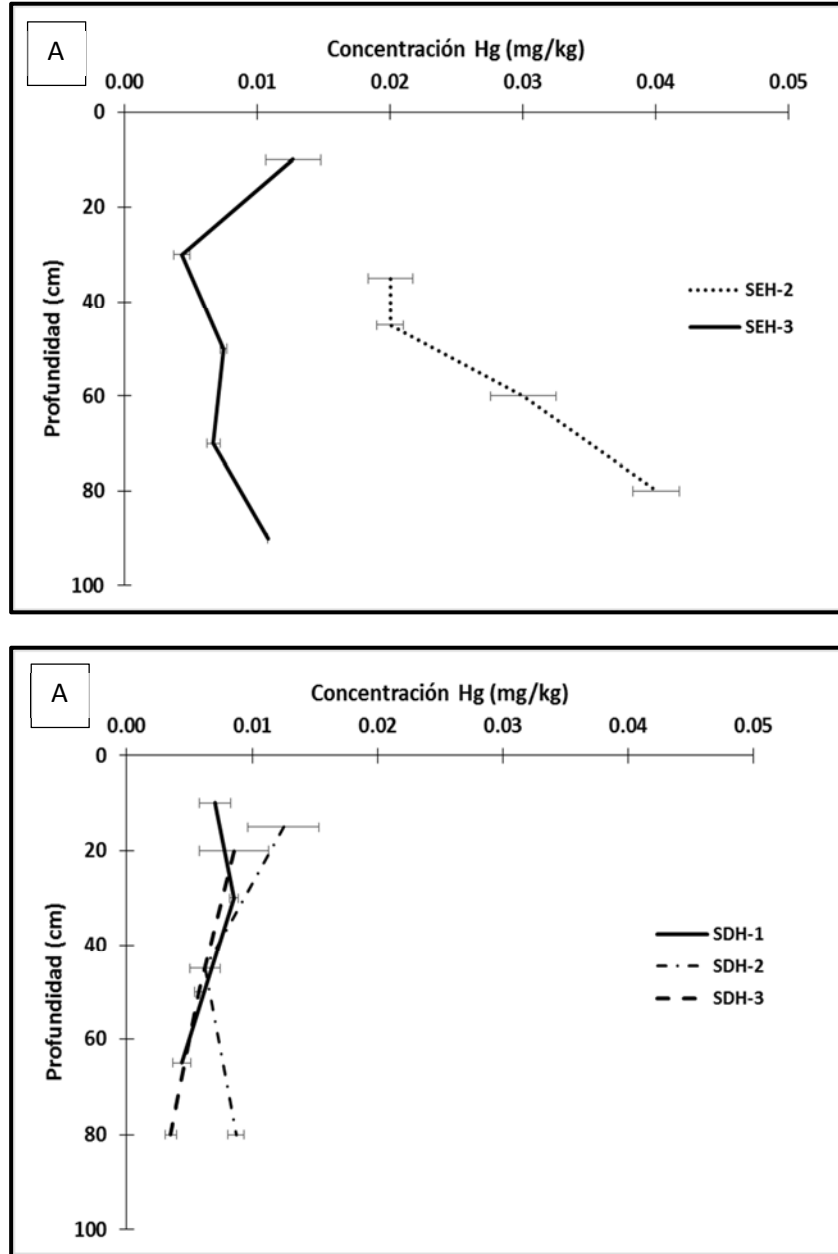 A
Concentración Hg (mg/kg)
0.00 0.01 0.02 0.03 0.04 0.05
0
20
40
60
80
100
Profundidad (cm)
SEH-2
SEH-3
A
Concentración Hg (mg/kg)
0.00 0.01 0.02 0.03 0.04 0.05
0
20
40
60
80
100
Profundidad (cm)
SDH-1
SDH-2
SDH-3